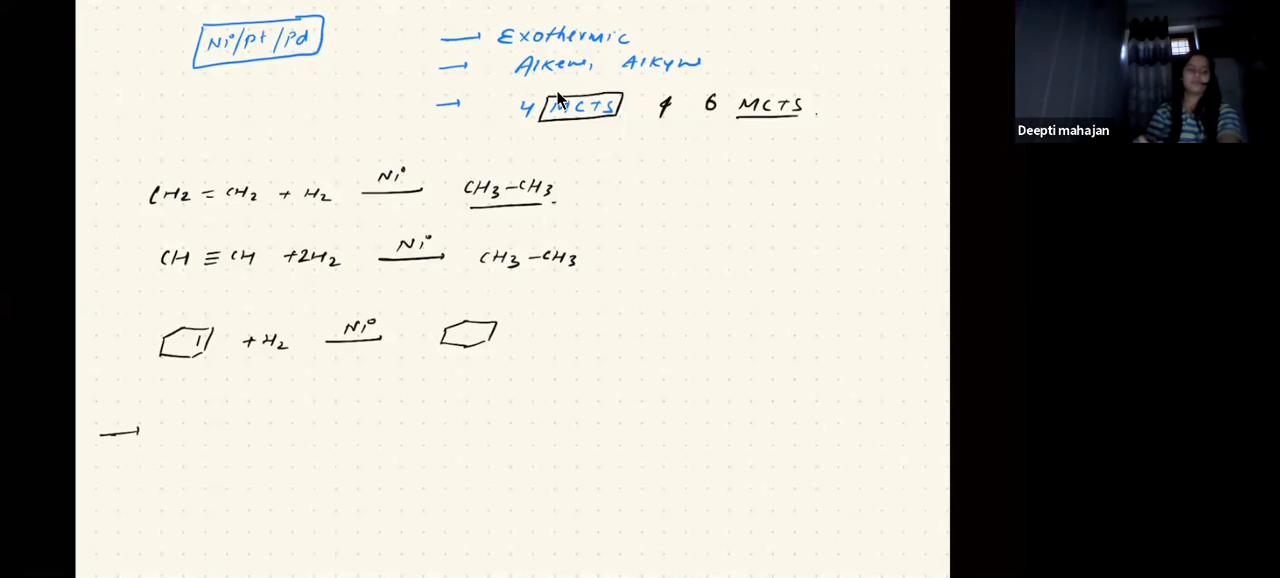 Ni/Pt/Pd → Exothermic
→ Alkene, Alkyne
→ 4 MCTS & 6 MCTS.
CH2 = CH2 + H2 Ni → CH3-CH3.
CH ≡ CH + 2H2 Ni → CH3-CH3
+ H2 Ni
→
Deepti mahajan